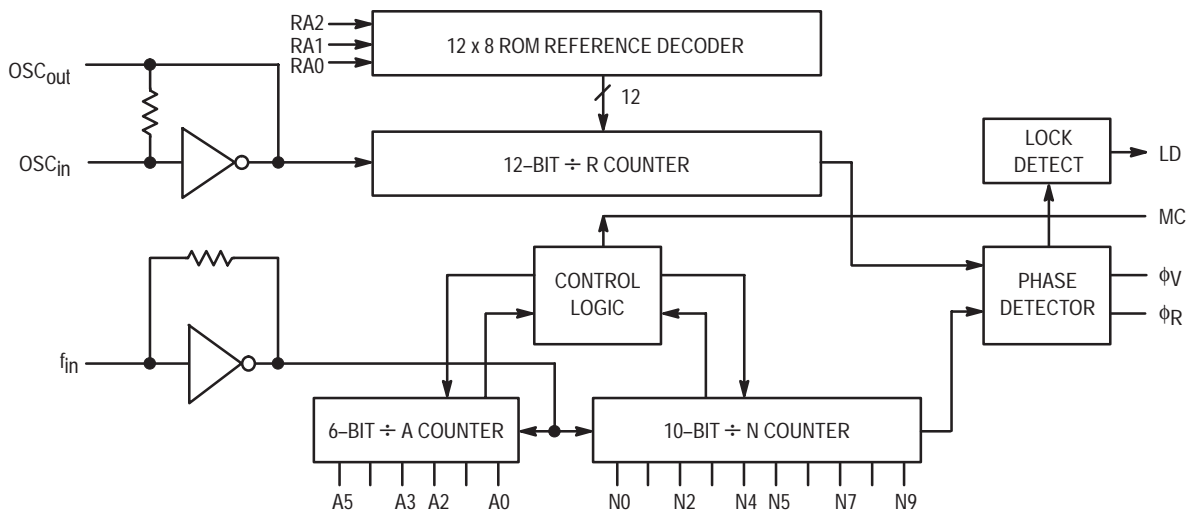 RA2
RA1
RA0
12 x 8 ROM REFERENCE DECODER
OSCout
12
OSCin
12–BIT ÷ R COUNTER
LOCK
DETECT
LD
MC
CONTROL
LOGIC
PHASE
DETECTOR
ϕV
ϕR
fin
6–BIT ÷ A COUNTER
10–BIT ÷ N COUNTER
A5 A3 A2 A0 N0 N2 N4 N5 N7 N9